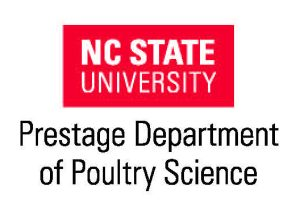 NC STATE
UNIVERSITY
Prestage Department
of Poultry Science